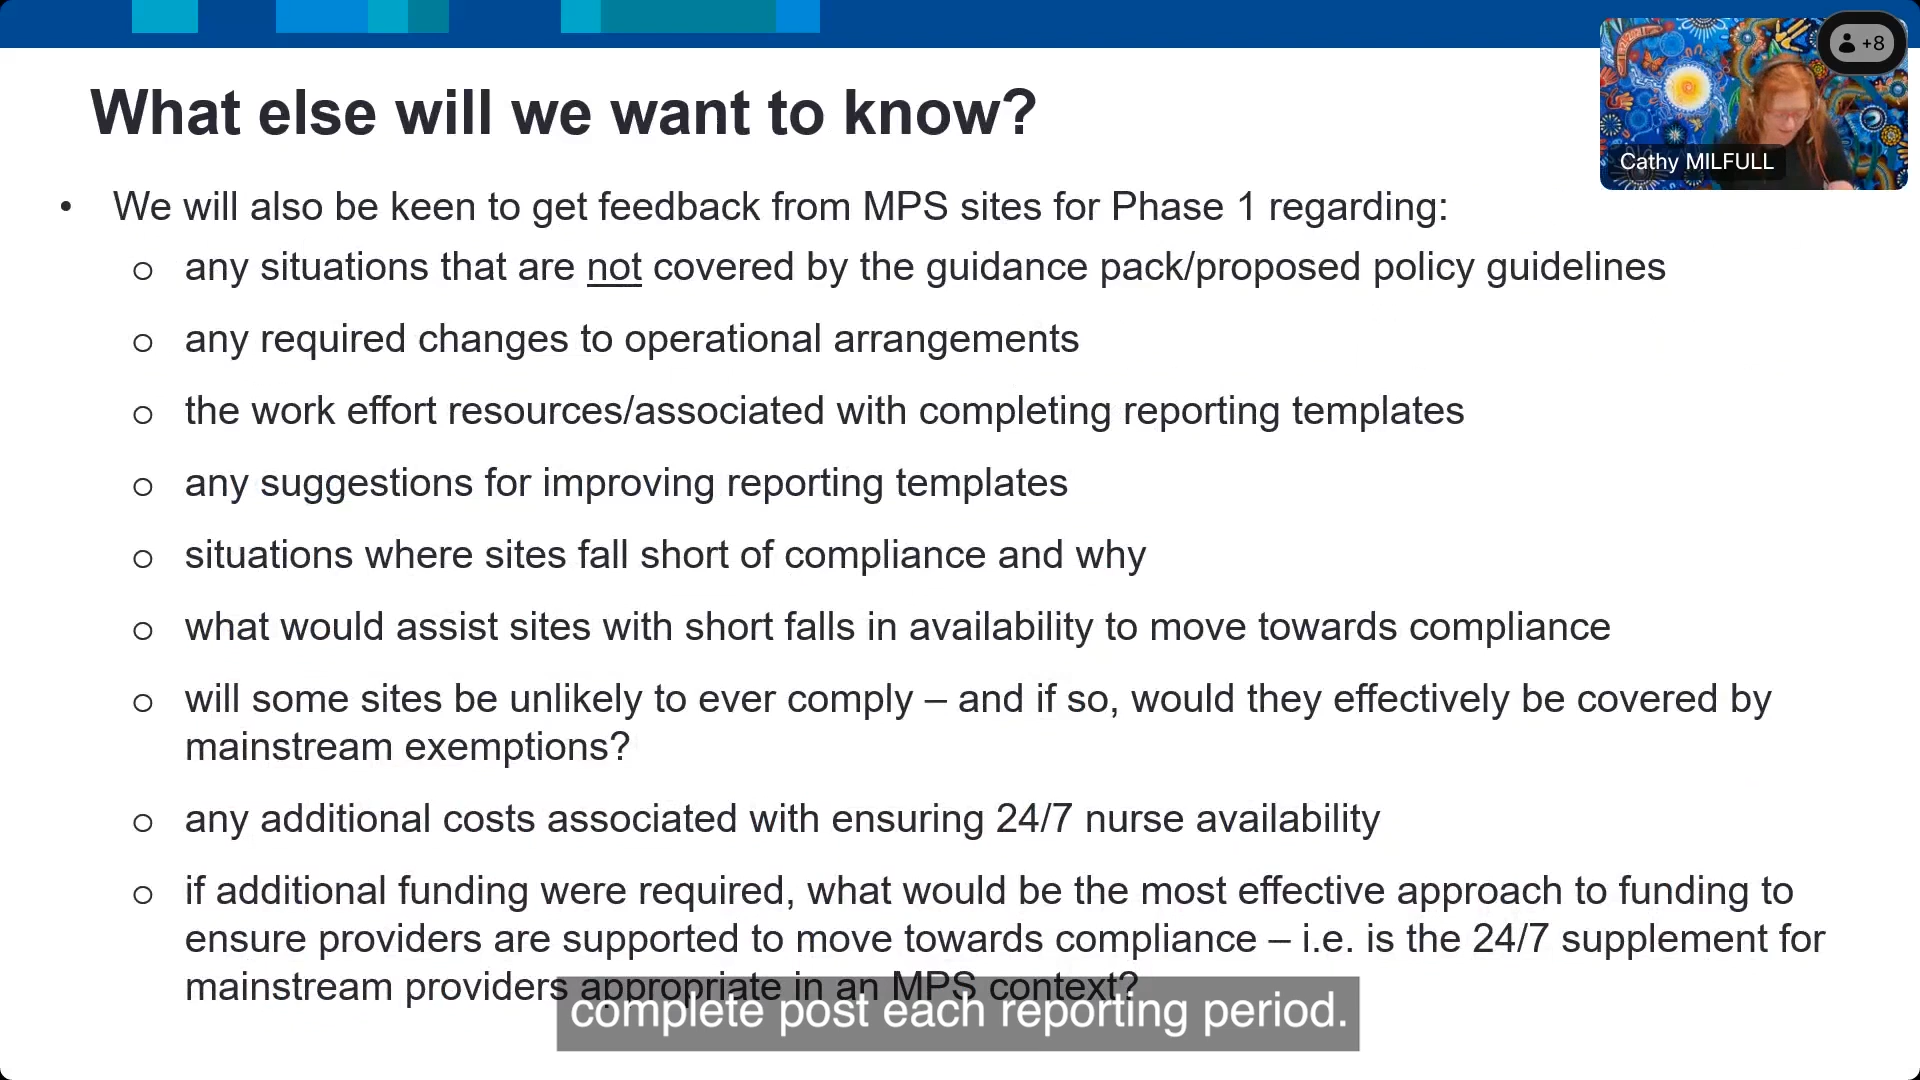 +8
Cathy MILFULL
What else will we want to know?
• We will also be keen to get feedback from MPS sites for Phase 1 regarding:
o any situations that are not covered by the guidance pack/proposed policy guidelines
o any required changes to operational arrangements
o the work effort resources/associated with completing reporting templates
o any suggestions for improving reporting templates
o situations where sites fall short of compliance and why
o what would assist sites with short falls in availability to move towards compliance
o will some sites be unlikely to ever comply – and if so, would they effectively be covered by
mainstream exemptions?
o any additional costs associated with ensuring 24/7 nurse availability
o if additional funding were required, what would be the most effective approach to funding to
ensure providers are supported to move towards compliance – i.e. is the 24/7 supplement for
mainstream providers appropriate in an MPS context?
complete post each reporting period.